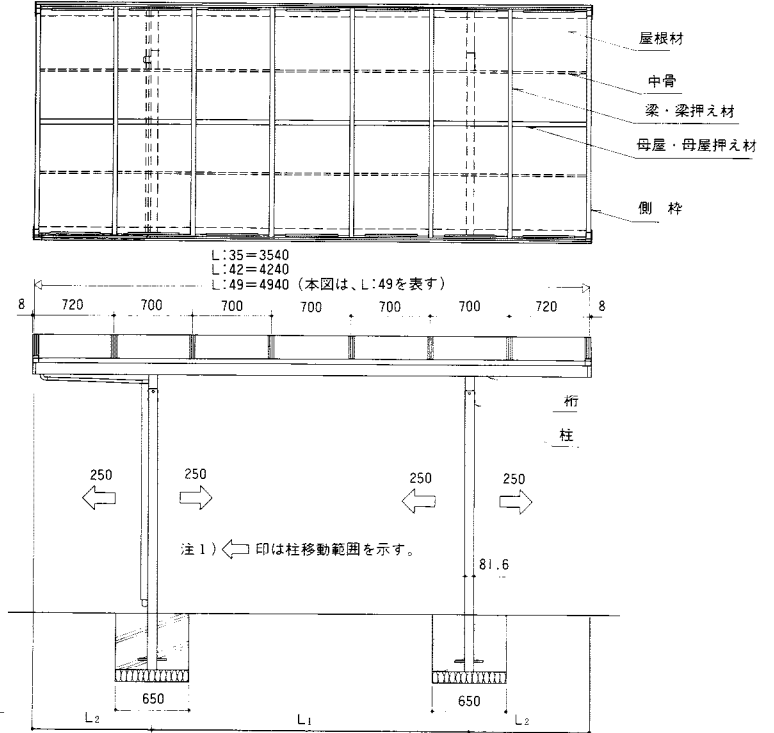 屋根材
中骨
梁・梁押え材
母屋・母屋押え材
側 枠
L:35=3540
L:42=4240
L:49=4940 (本図は、L:49を表す)
8 720 700 700 700 700 700 720 8
桁
柱
250 250 250 250
注1) 印は柱移動範囲を示す。
81.6
650 650
L₂ L₁ L₂